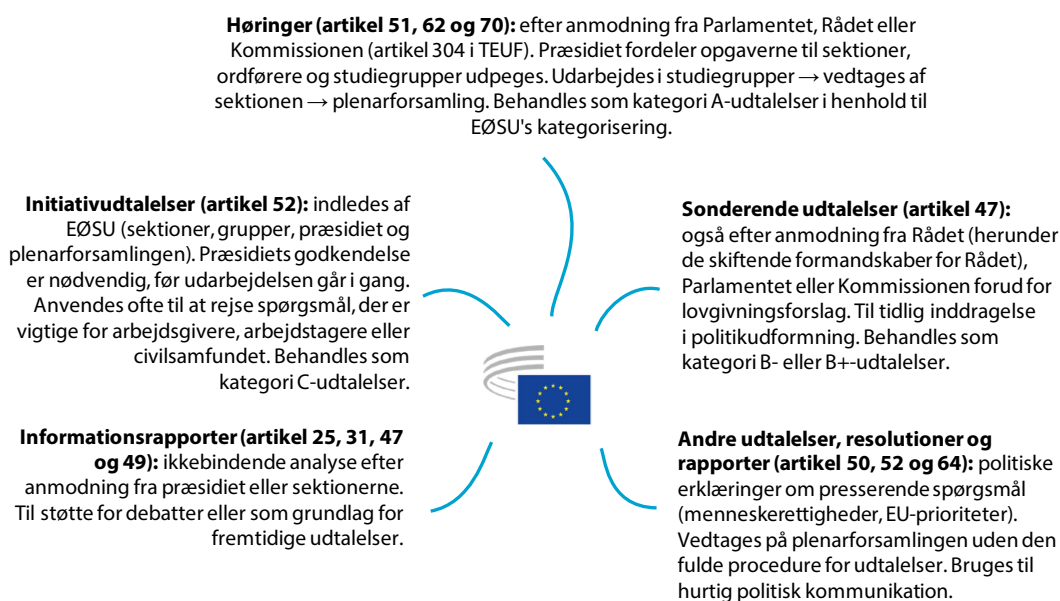 Høringer (artikel 51, 62 og 70): efter anmodning fra Parlamentet, Rådet eller
Kommissionen (artikel 304 i TEUF). Præsidiet fordeler opgaverne til sektioner,
ordførere og studiegrupper udpeges. Udarbejdes i studiegrupper → vedtages af
sektionen → plenarforsamling. Behandles som kategori A-udtalelser i henhold til
EØSU's kategorisering.
Initiativudtalelser (artikel 52): indledes af
EØSU (sektioner, grupper, præsidiet og
plenarforsamlingen). Præsidiets godkendelse
er nødvendig, før udarbejdelsen går i gang.
Anvendes ofte til at rejse spørgsmål, der er
vigtige for arbejdsgivere, arbejdstagere eller
civilsamfundet. Behandles som
kategori C-udtalelser.
Sonderende udtalelser (artikel 47):
også efter anmodning fra Rådet (herunder
de skiftende formandskaber for Rådet),
Parlamentet eller Kommissionen forud for
lovgivningsforslag. Til tidlig inddragelse
i politikudformning. Behandles som
kategori B- eller B+-udtalelser.
Informationsrapporter (artikel 25, 31, 47
og 49): ikkebindende analyse efter
anmodning fra præsidiet eller sektionerne.
Til støtte for debatter eller som grundlag for
fremtidige udtalelser.
Andre udtalelser, resolutioner og
rapporter (artikel 50, 52 og 64): politiske
erklæringer om presserende spørgsmål
(menneskerettigheder, EU-prioriteter).
Vedtages på plenarforsamlingen uden den
fulde procedure for udtalelser. Bruges til
hurtig politisk kommunikation.